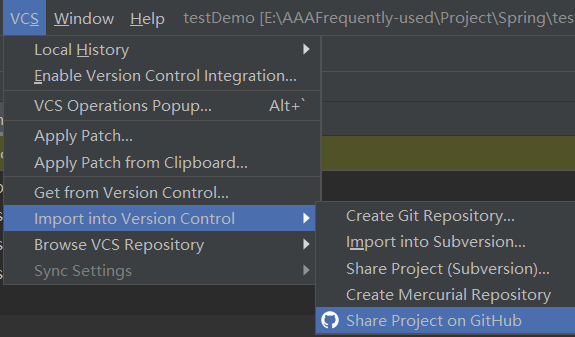 VCS Window Help testDemo [E:\AAAFrequently-used\Project\Spring\tes
Local History
Enable Version Control Integration...
VCS Operations Popup... Alt+`
Apply Patch...
Apply Patch from Clipboard...
Get from Version Control...
Import into Version Control
Browse VCS Repository
Sync Settings
Create Git Repository...
Import into Subversion...
Share Project (Subversion)...
Create Mercurial Repository
Share Project on GitHub